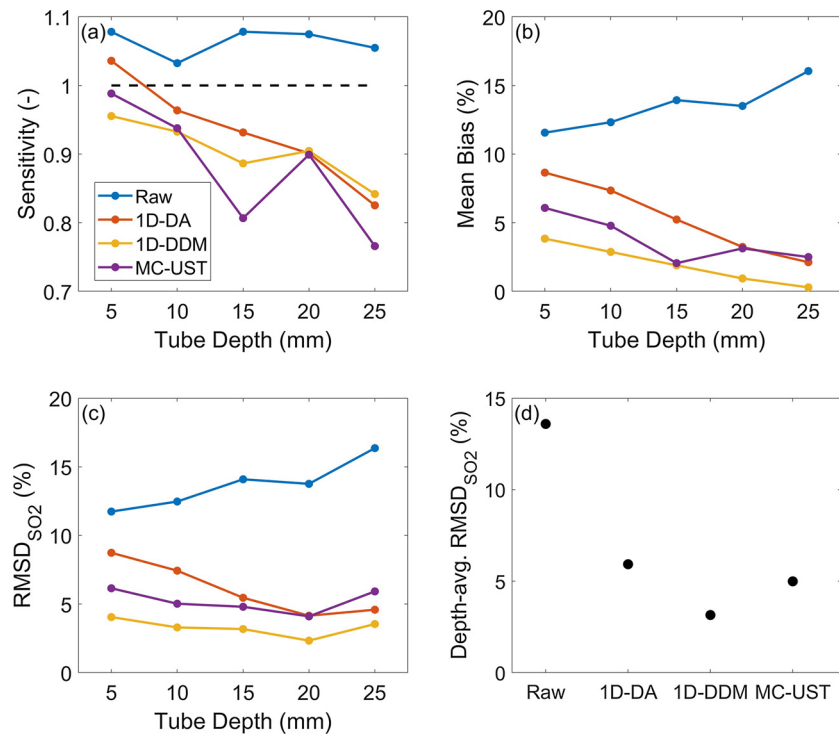 (a)
1.1
1
0.9
0.8
0.7
Sensitivity (-)
Raw
1D-DA
1D-DDM
MC-UST
5 10 15 20 25
Tube Depth (mm)
(b)
20
15
10
5
0
Mean Bias (%)
5 10 15 20 25
Tube Depth (mm)
(c)
20
15
10
5
0
RMSD_SO2 (%)
5 10 15 20 25
Tube Depth (mm)
(d)
15
10
5
0
Depth-avg. RMSD_SO2 (%)
Raw 1D-DA 1D-DDM MC-UST